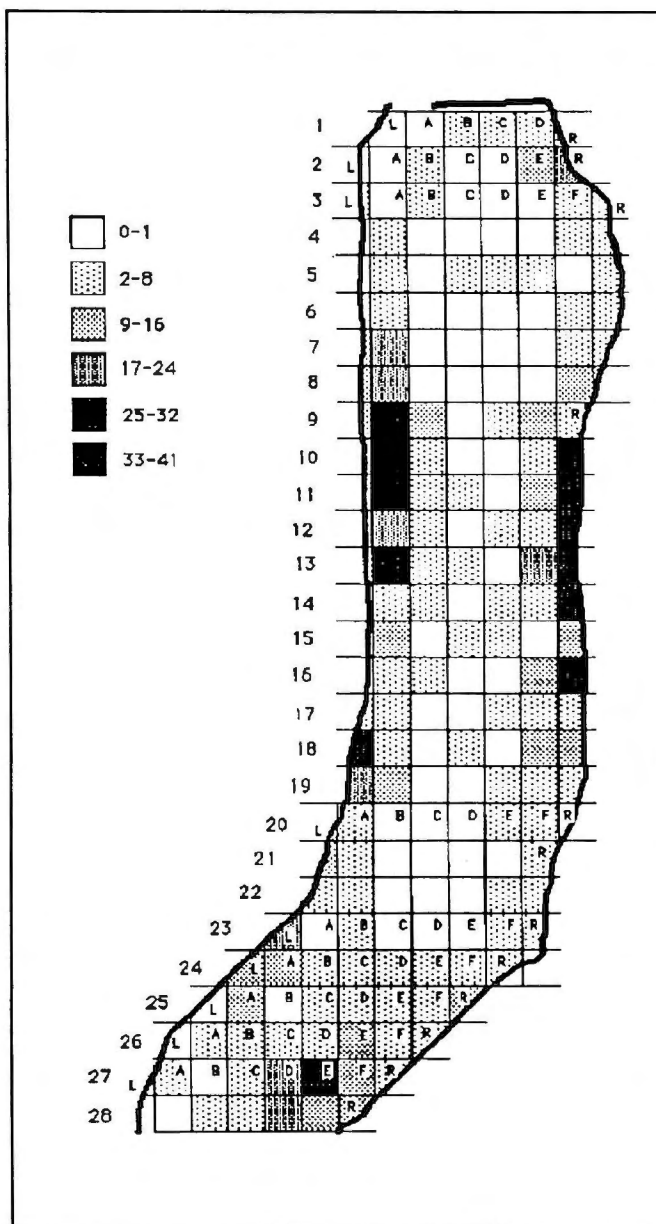 1 L A B C D R
2 L A B C D E R
3 L A B C D E F R
0-1
4
2-8
5
9-16
6
17-24
7
25-32
8
33-41
9 R
10
11
12
13
14
15
16
17
18
19
20 L A B C D E F R
21 R
22
23 L A B C D E F R
24 L A B C D E F R
25 L A B C D E F R
26 L A B C D E F R
27 L A B C D E F R
28 R